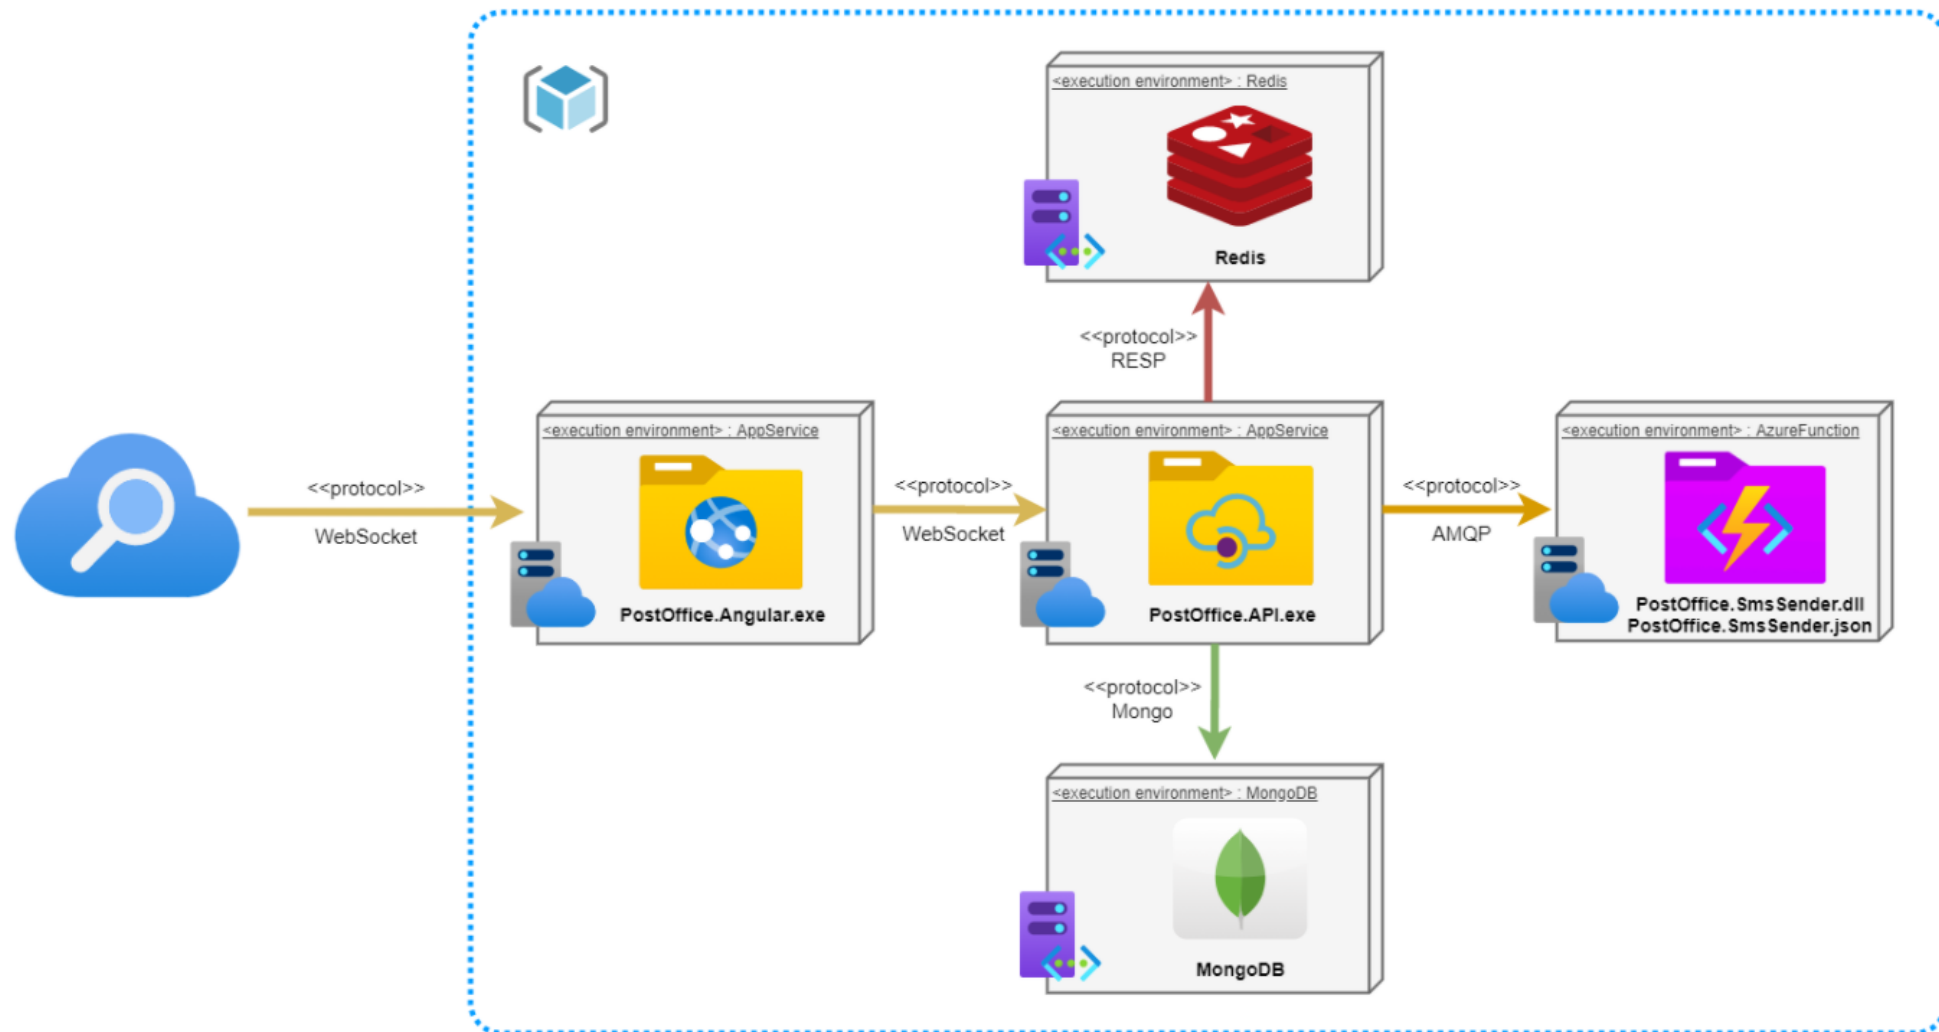 <execution environment> : Redis
Redis
<<protocol>>
RESP
<<protocol>>
WebSocket
<execution environment> : AppService
PostOffice.Angular.exe
<<protocol>>
WebSocket
<execution environment> : AppService
PostOffice.API.exe
<<protocol>>
AMQP
<execution environment> : AzureFunction
PostOffice.SmsSender.dll
PostOffice.SmsSender.json
<<protocol>>
Mongo
<execution environment> : MongoDB
MongoDB